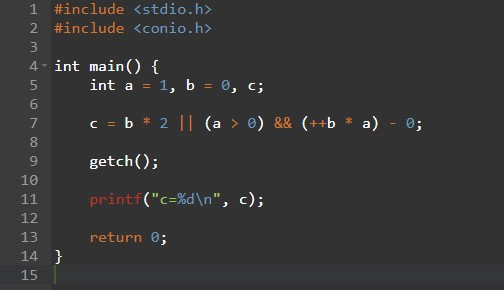 1 #include <stdio.h>
2 #include <conio.h>
3
4 int main() {
5     int a = 1, b = 0, c;
6
7     c = b * 2 || (a > 0) && (++b * a) - 0;
8
9     getch();
10
11     printf("c=%d\n", c);
12
13     return 0;
14 }
15